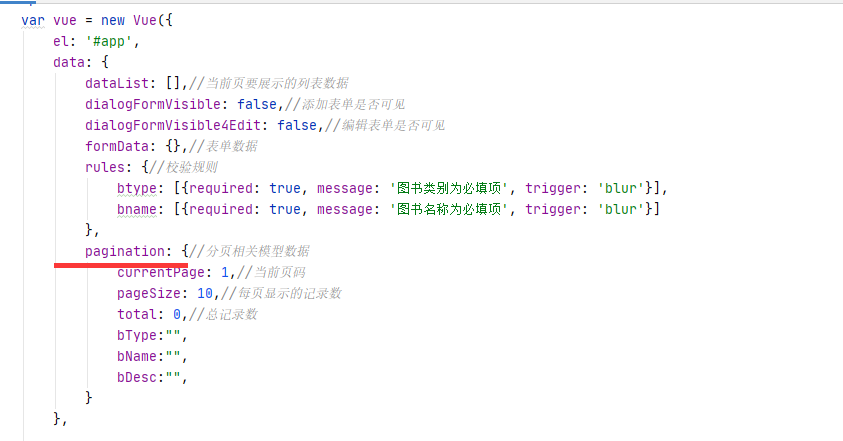 var vue = new Vue({
el: '#app',
data: {
dataList: [],//当前页要展示的列表数据
dialogFormVisible: false,//添加表单是否可见
dialogFormVisible4Edit: false,//编辑表单是否可见
formData: {},//表单数据
rules: {//校验规则
btype: [{required: true, message: '图书类别为必填项', trigger: 'blur'}],
bname: [{required: true, message: '图书名称为必填项', trigger: 'blur'}]
},
pagination: {//分页相关模型数据
currentPage: 1,//当前页码
pageSize: 10,//每页显示的记录数
total: 0,//总记录数
bType:"",
bName:"",
bDesc:"",
}
},